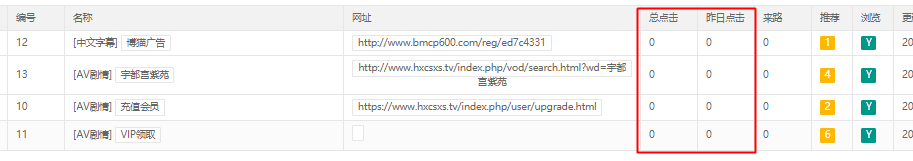 编号 名称 网址 总点击 昨日点击 来路 推荐 浏览
12 [中文字幕] 博猫广告 http://www.bmcp600.com/reg/ed7c4331 0 0 0 1 Y 20
13 [AV剧情] 宇都宫紫苑 http://www.hxcsxs.tv/index.php/vod/search.html?wd=宇都 0 0 0 4 Y 20
宫紫苑
10 [AV剧情] 充值会员 https://www.hxcsxs.tv/index.php/user/upgrade.html 0 0 0 2 Y 20
11 [AV剧情] VIP领取 0 0 0 6 Y 20